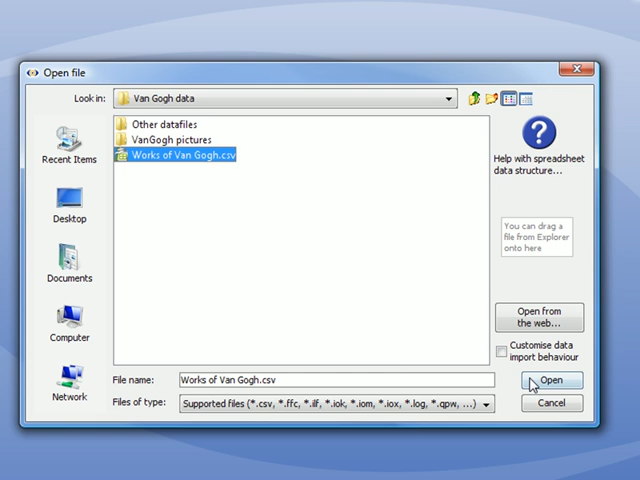 Open file
Look in:
Van Gogh data
Other datafiles
VanGogh pictures
Works of Van Gogh.csv
Recent Items
Desktop
Documents
Computer
Network
?
Help with spreadsheet
data structure...
You can drag a
file from Explorer
onto here
Open from
the web...
Customise data
import behaviour
File name:
Works of Van Gogh.csv
Open
Files of type:
Supported files (*.csv, *.ffc, *.ilf, *.iok, *.iom, *.iox, *.log, *.qpw, ...)
Cancel